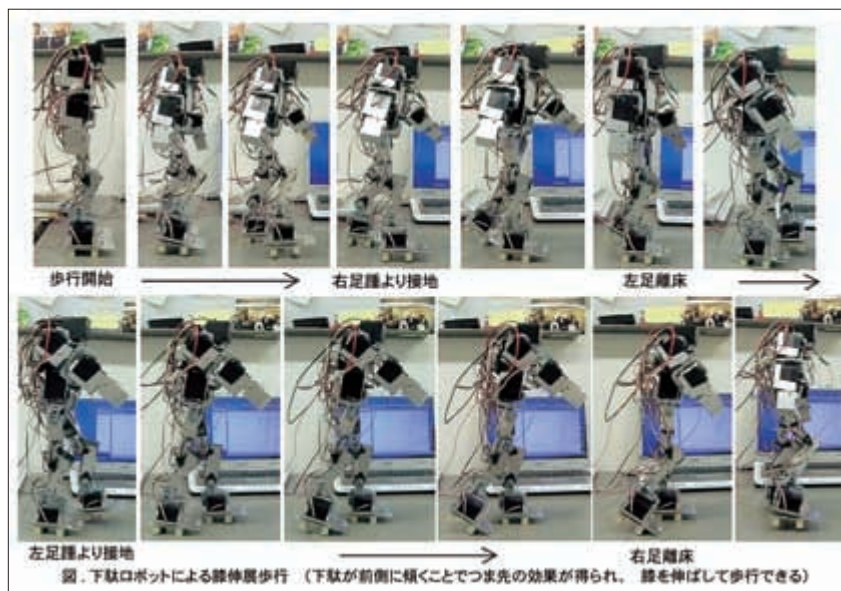 歩行開始
右足踵より接地
左足離床
左足踵より接地
右足離床
図．下駄ロボットによる膝伸展歩行　（下駄が前側に傾くことでつま先の効果が得られ、　膝を伸ばして歩行できる）